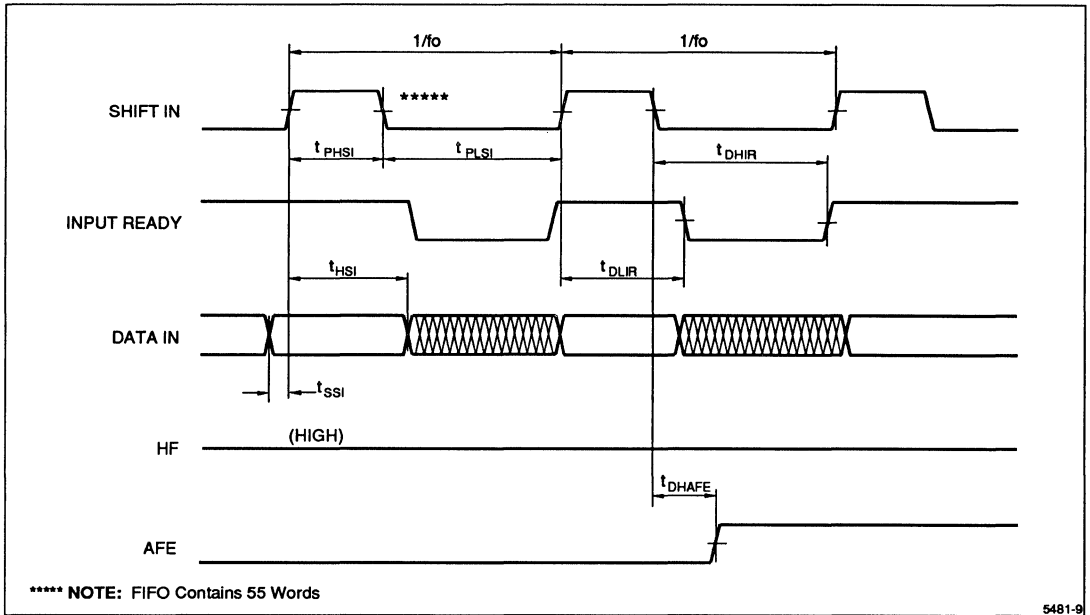 1/fo 1/fo
SHIFT IN *****
t PHSI t PLSI t DHIR
INPUT READY
t HSI t DLIR
DATA IN
t SSI
HF (HIGH)
t DHAFE
AFE
***** NOTE: FIFO Contains 55 Words
5481-9